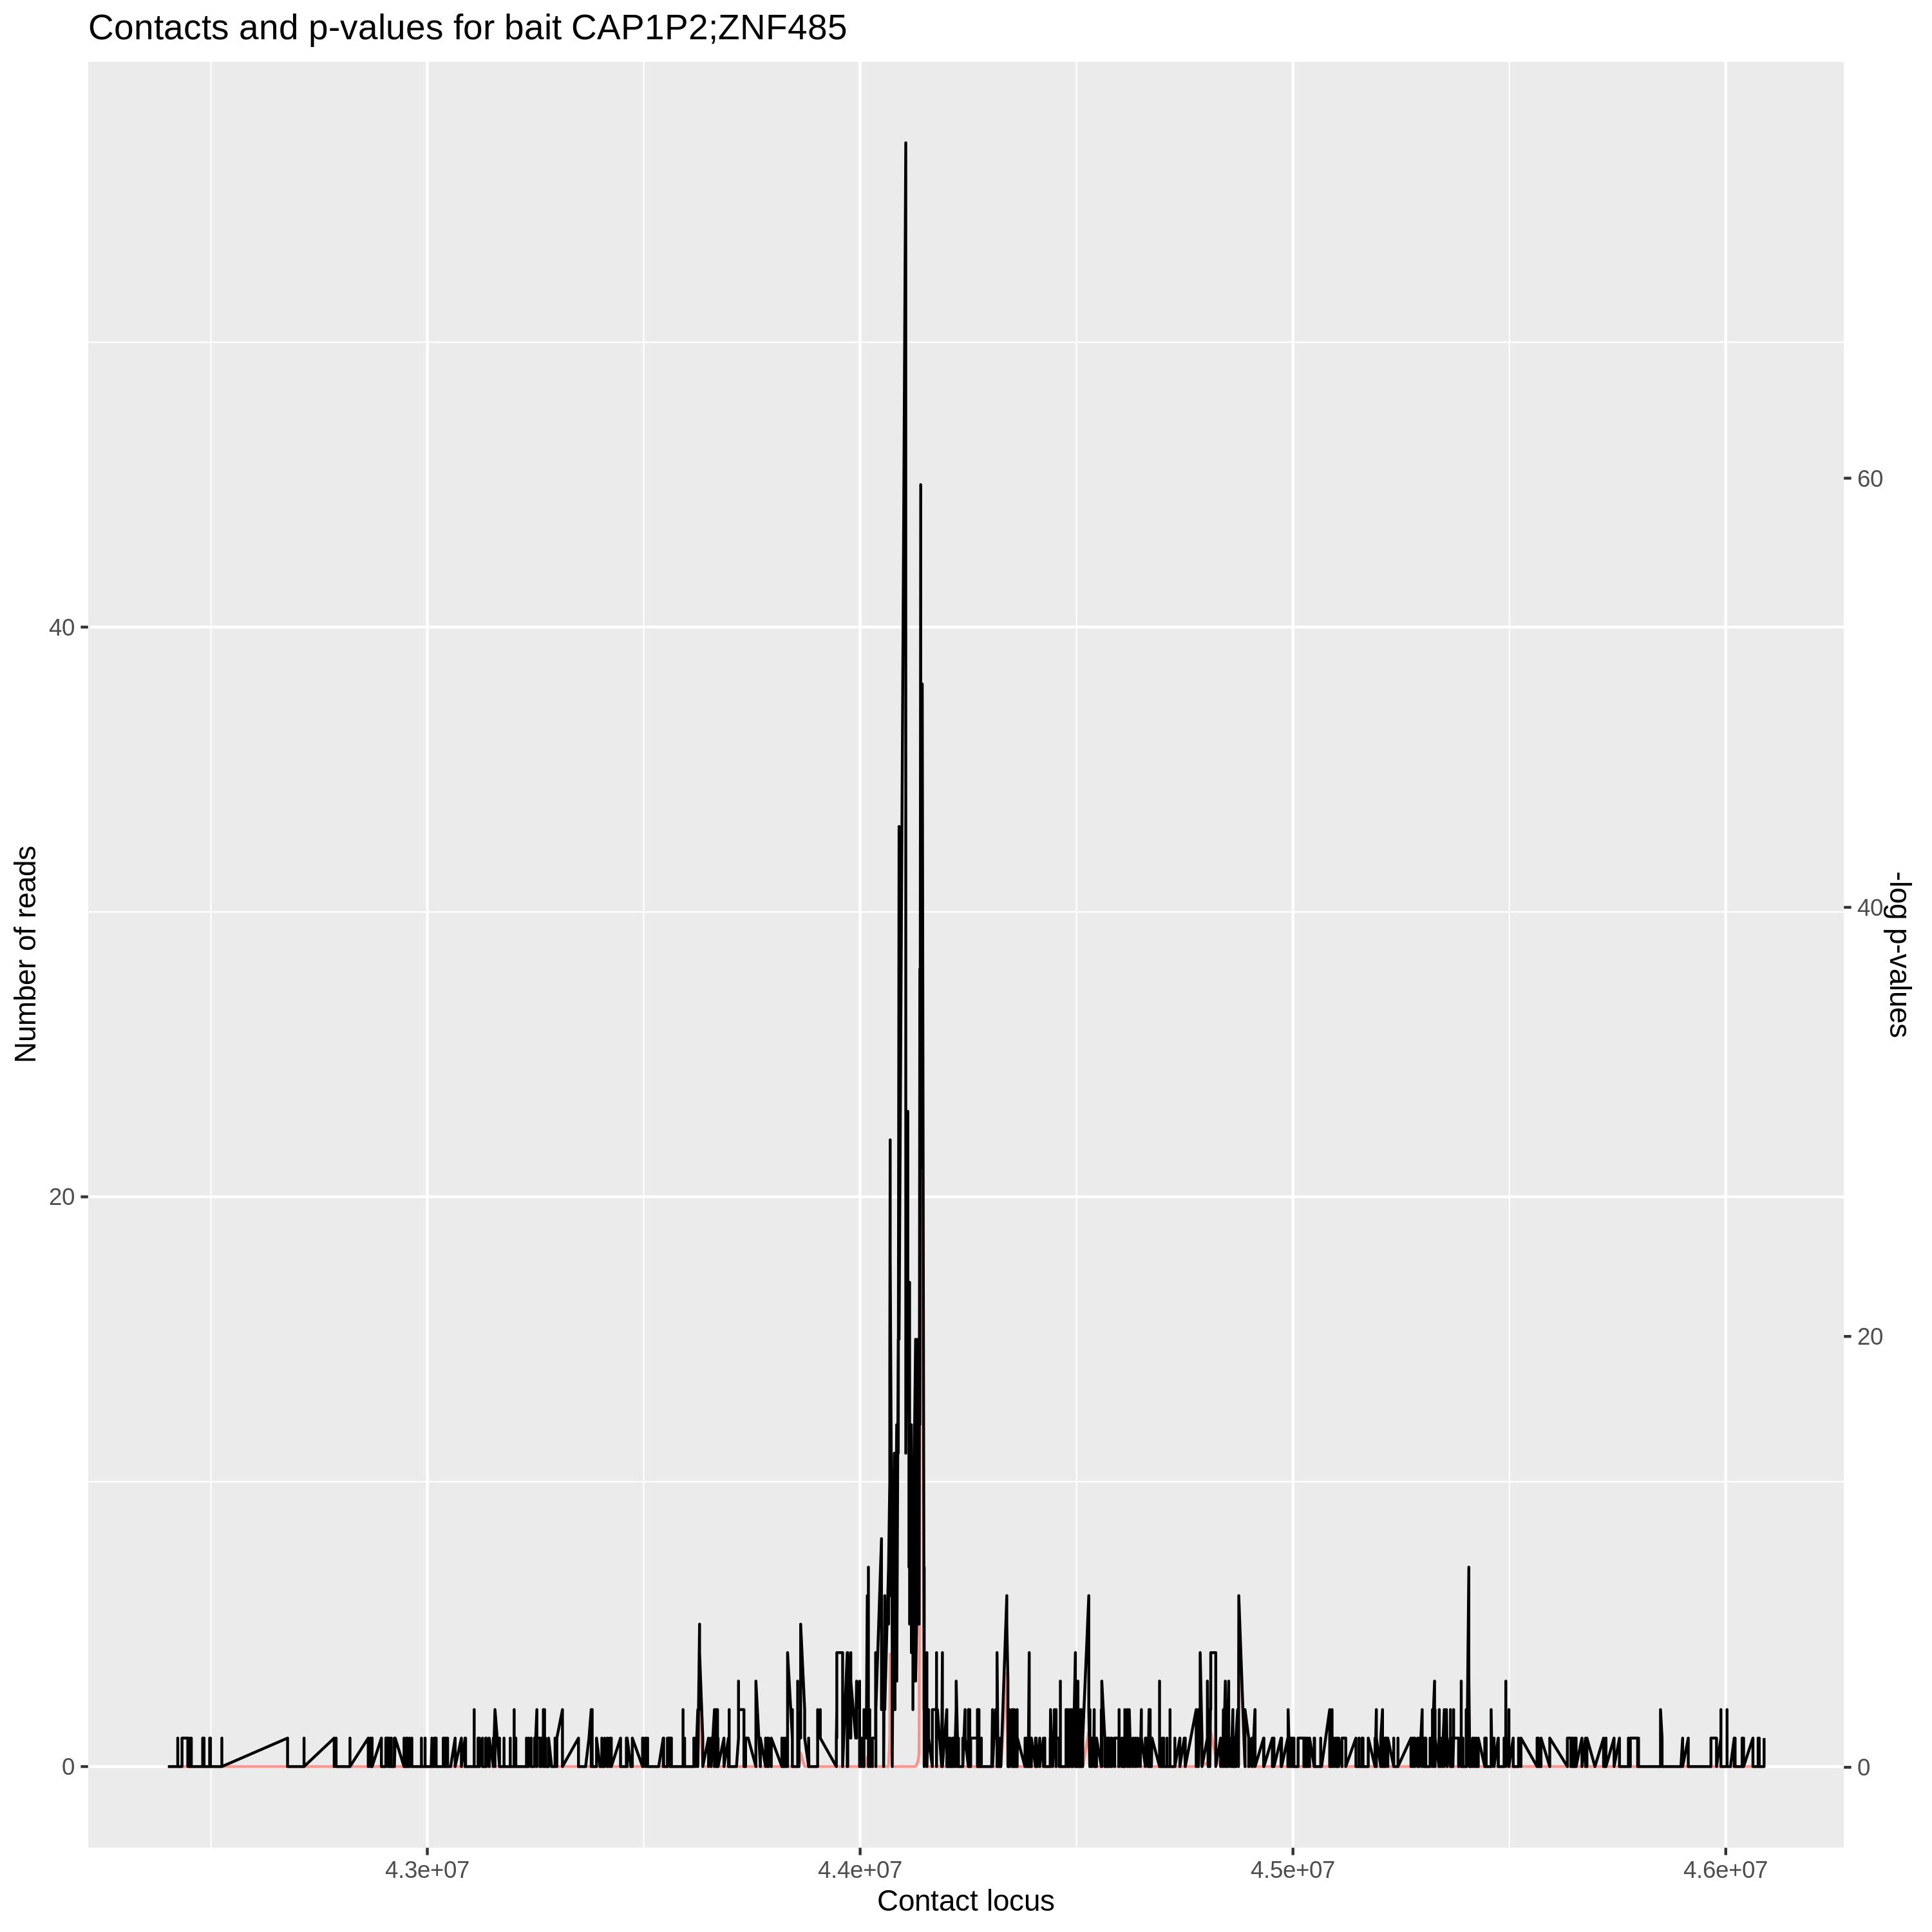 Contacts and p-values for bait CAP1P2;ZNF485
Number of reads
40
20
0
60
40
20
0
-log p-values
4.3e+07
4.4e+07
4.5e+07
4.6e+07
Contact locus